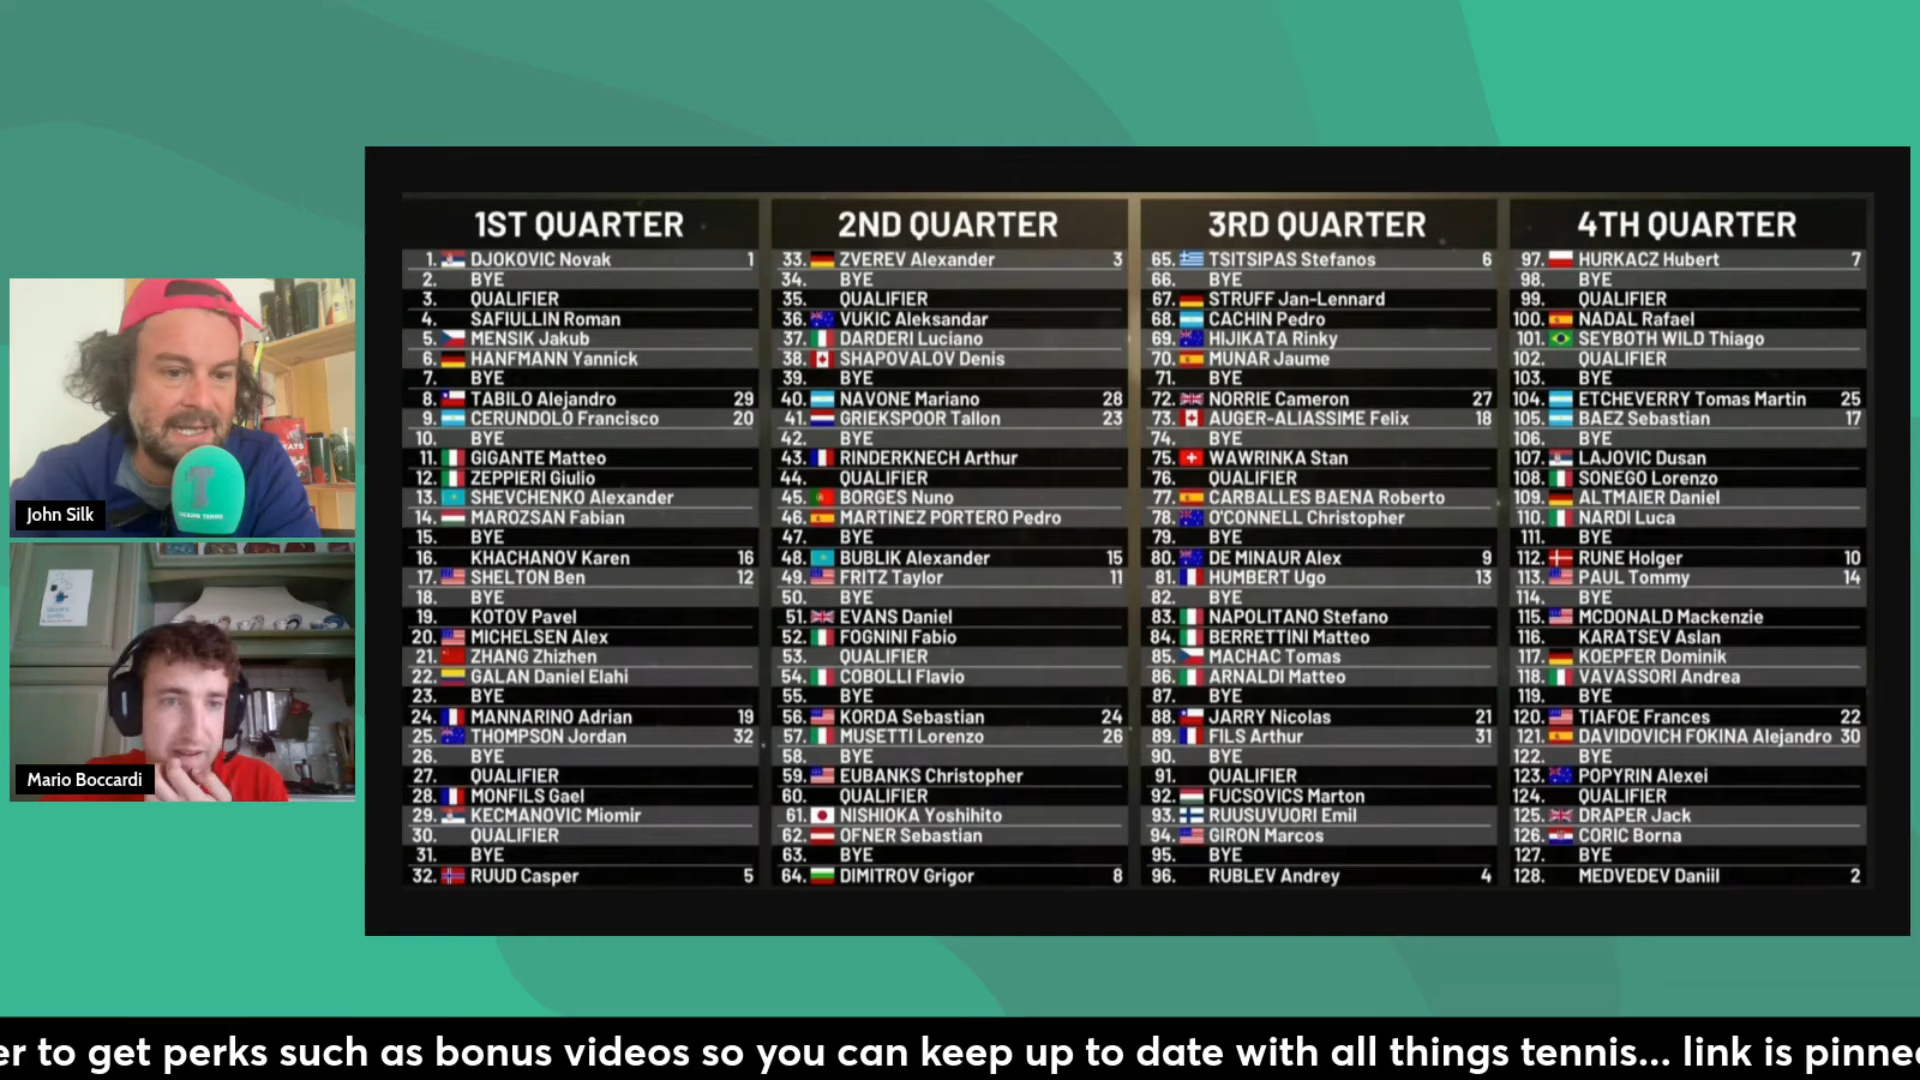 1ST QUARTER
1. DJOKOVIC Novak 1
2. BYE
3. QUALIFIER
4. SAFIULLIN Roman
5. MENSIK Jakub
6. HANFMANN Yannick
7. BYE
8. TABILO Alejandro 29
9. CERUNDOLO Francisco 20
10. BYE
11. GIGANTE Matteo
12. ZEPPIERI Giulio
13. SHEVCHENKO Alexander
14. MAROZSAN Fabian
15. BYE
16. KHACHANOV Karen 16
17. SHELTON Ben 12
18. BYE
19. KOTOV Pavel
20. MICHELSEN Alex
21. ZHANG Zhizhen
22. GALAN Daniel Elahi
23. BYE
24. MANNARINO Adrian 19
25. THOMPSON Jordan 32
26. BYE
27. QUALIFIER
28. MONFILS Gael
29. KECMANOVIC Miomir
30. QUALIFIER
31. BYE
32. RUUD Casper 5
2ND QUARTER
33. ZVEREV Alexander 3
34. BYE
35. QUALIFIER
36. VUKIC Aleksandar
37. DARDERI Luciano
38. SHAPOVALOV Denis
39. BYE
40. NAVONE Mariano 28
41. GRIEKSPOOR Tallon 23
42. BYE
43. RINDERKNECH Arthur
44. QUALIFIER
45. BORGES Nuno
46. MARTINEZ PORTERO Pedro
47. BYE
48. BUBLIK Alexander 15
49. FRITZ Taylor 11
50. BYE
51. EVANS Daniel
52. FOGNINI Fabio
53. QUALIFIER
54. COBOLLI Flavio
55. BYE
56. KORDA Sebastian 24
57. MUSETTI Lorenzo 26
58. BYE
59. EUBANKS Christopher
60. QUALIFIER
61. NISHIOKA Yoshihito
62. OFNER Sebastian
63. BYE
64. DIMITROV Grigor 8
3RD QUARTER
65. TSITSIPAS Stefanos 6
66. BYE
67. STRUFF Jan-Lennard
68. CACHIN Pedro
69. HIJIKATA Rinky
70. MUNAR Jaume
71. BYE
72. NORRIE Cameron 27
73. AUGER-ALIASSIME Felix 18
74. BYE
75. WAWRINKA Stan
76. QUALIFIER
77. CARBALLES BAENA Roberto
78. O'CONNELL Christopher
79. BYE
80. DE MINAUR Alex 9
81. HUMBERT Ugo 13
82. BYE
83. NAPOLITANO Stefano
84. BERRETTINI Matteo
85. MACHAC Tomas
86. ARNALDI Matteo
87. BYE
88. JARRY Nicolas 21
89. FILS Arthur 31
90. BYE
91. QUALIFIER
92. FUCSOVICS Marton
93. RUUSUVUORI Emil
94. GIRON Marcos
95. BYE
96. RUBLEV Andrey 4
4TH QUARTER
97. HURKACZ Hubert 7
98. BYE
99. QUALIFIER
100. NADAL Rafael
101. SEYBOTH WILD Thiago
102. QUALIFIER
103. BYE
104. ETCHEVERRY Tomas Martin 25
105. BAEZ Sebastian 17
106. BYE
107. LAJOVIC Dusan
108. SONEGO Lorenzo
109. ALTMAIER Daniel
110. NARDI Luca
111. BYE
112. RUNE Holger 10
113. PAUL Tommy 14
114. BYE
115. MCDONALD Mackenzie
116. KARATSEV Aslan
117. KOEPFER Dominik
118. VAVASSORI Andrea
119. BYE
120. TIAFOE Frances 22
121. DAVIDOVICH FOKINA Alejandro 30
122. BYE
123. POPYRIN Alexei
124. QUALIFIER
125. DRAPER Jack
126. CORIC Borna
127. BYE
128. MEDVEDEV Daniil 2
John Silk
Mario Boccardi
er to get perks such as bonus videos so you can keep up to date with all things tennis... link is pinned